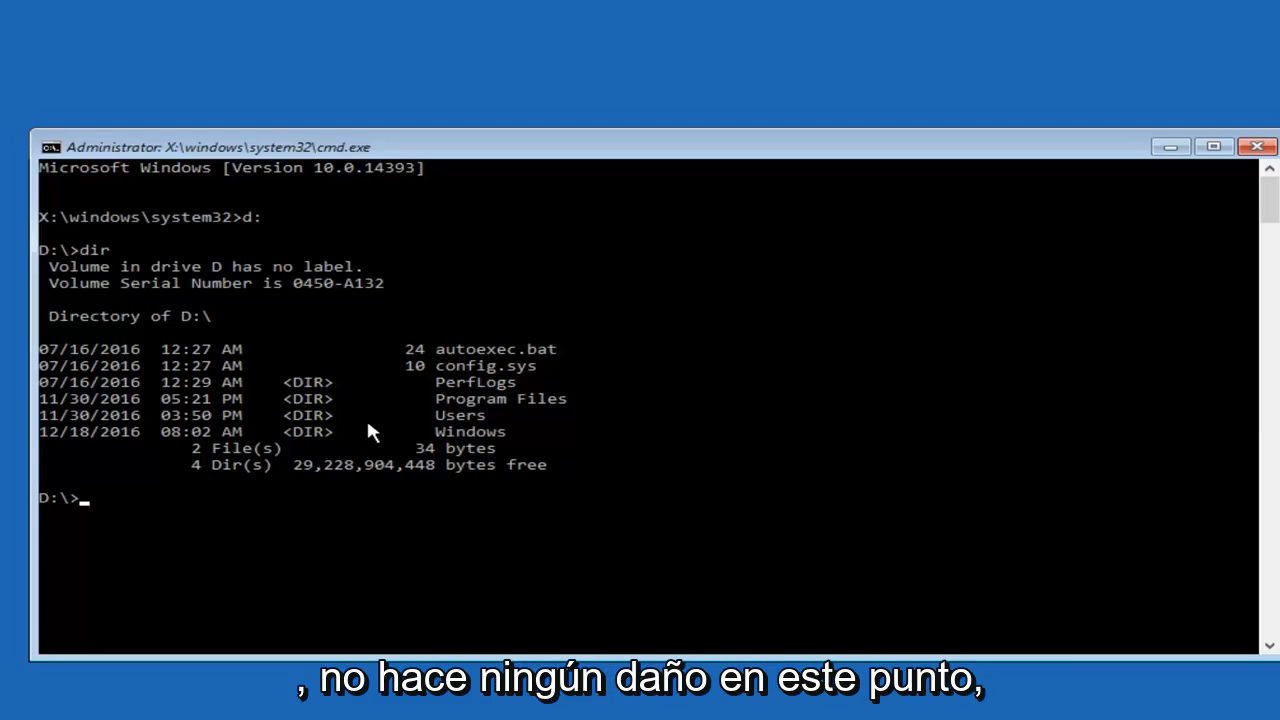 Administrator: X:\windows\system32\cmd.exe
Microsoft Windows [Version 10.0.14393]
X:\windows\system32>d:
D:\>dir
Volume in drive D has no label.
Volume Serial Number is 0450-A132
Directory of D:\
07/16/2016 12:27 AM 24 autoexec.bat
07/16/2016 12:27 AM 10 config.sys
07/16/2016 12:29 AM <DIR> PerfLogs
11/30/2016 05:21 PM <DIR> Program Files
11/30/2016 03:50 PM <DIR> Users
12/18/2016 08:02 AM <DIR> Windows
2 File(s) 34 bytes
4 Dir(s) 29,228,904,448 bytes free
D:\>
, no hace ningún daño en este punto,